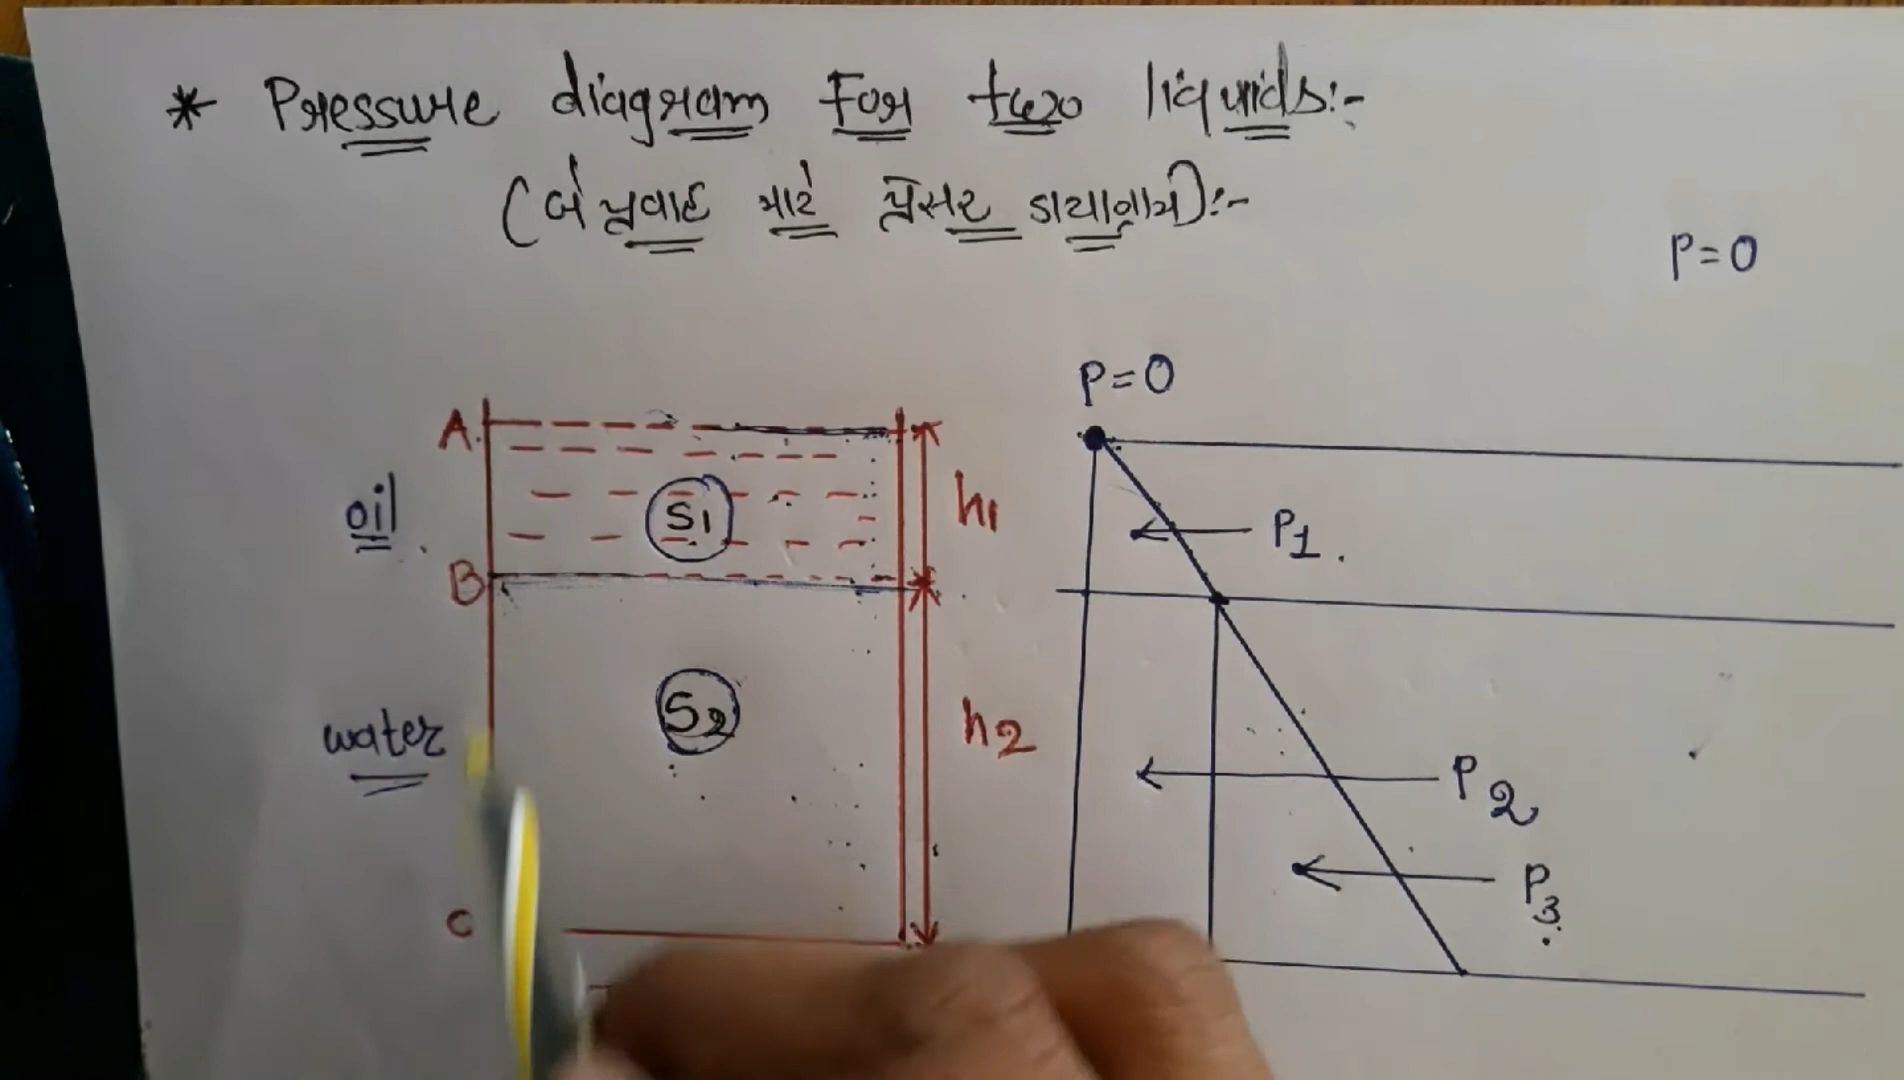 * Pressure diagram For two liquids:-
(બે પ્રવાહ માટે પ્રેસર ડાયાગ્રામ):-
P=0
P=0
A
oil
S1
h1
P1
B
water
S2
h2
P2
P3
C